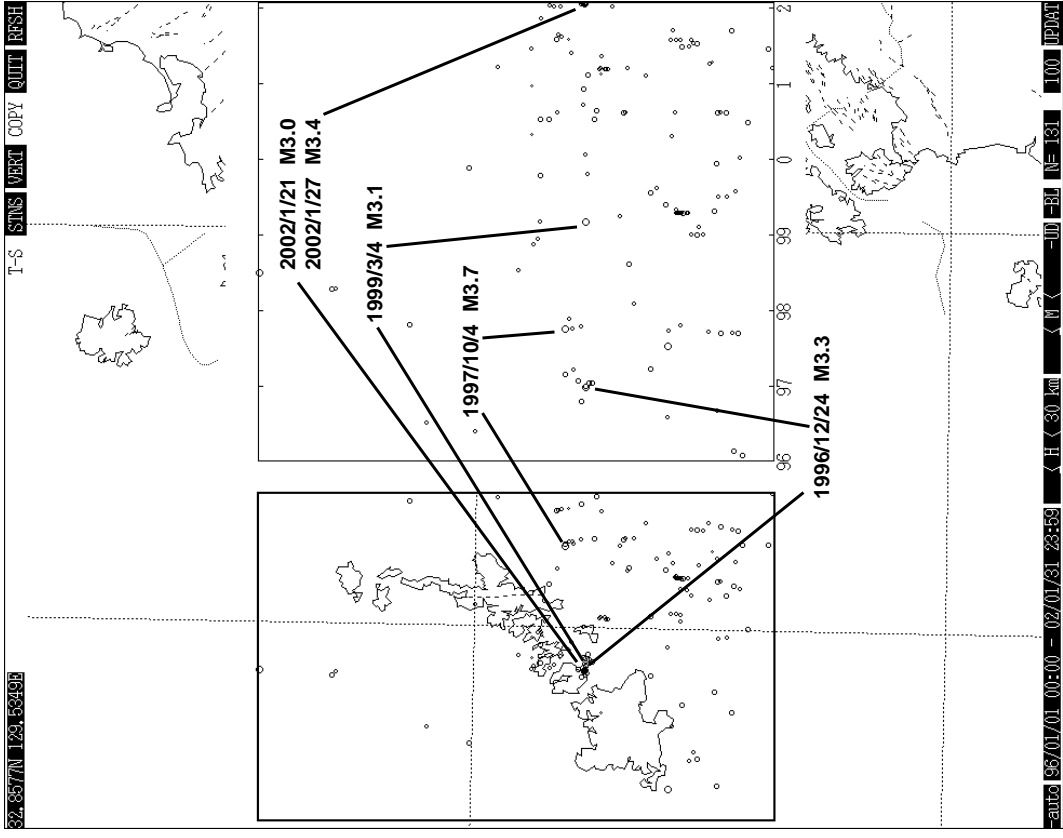 32.8577N 129.5349E
T-S STNS VERT COPY QUIT RFSH
2002/1/21 M3.0
2002/1/27 M3.4
1999/3/4 M3.1
1997/10/4 M3.7
1996/12/24 M3.3
96 97 98 99 0 1 2
-auto 96/01/01 00:00 - 02/01/31 23:59 < H < 30 km < M < -UD -BL N= 131 100 UPDAT